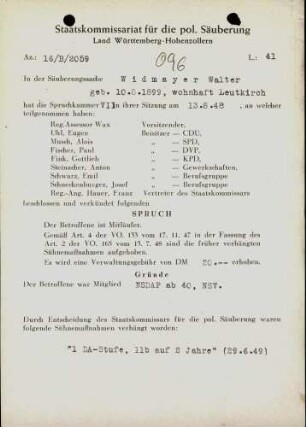 Staatskommissariat für die pol. Säuberung
Land Württemberg-Hohenzollern
Az.: 16/B/2059
096
L.: 41
In der Säuberungssache Widmayer Walter
geb. 10.8.1899, wohnhaft Leutkirch
hat die Spruchkammer VII in ihrer Sitzung am 13.8.48, an welcher
teilgenommen haben:
Reg.Assessor Wax Vorsitzender,
Uhl, Eugen Beisitzer — CDU,
Munch, Alois „ — SPD,
Fischer, Paul „ — DVP,
Fink, Gottlieb „ — KPD,
Steinacher, Anton „ — Gewerkschaften,
Schwarz, Emil „ — Berufsgruppe
Schneckenburger, Josef „ — Berufsgruppe
Reg.-Ang. Hauer, Franz Vertreter des Staatskommissars
beschlossen und verkündet folgenden
SPRUCH
Der Betroffene ist Mitläufer.
Gemäß Art. 4 der VO. 133 vom 17. 11. 47 in der Fassung des
Art. 2 der VO. 165 vom 13. 7. 48 sind die früher verhängten
Sühnemaßnahmen aufgehoben.
Es wird eine Verwaltungsgebühr von DM 20.-- erhoben.
Gründe
Der Betroffene war Mitglied NSDAP ab 40, NSV.
Durch Entscheidung des Staatskommissars für die pol. Säuberung waren
folgende Sühnemaßnahmen verhängt worden:
"1 DA-Stufe, 11b auf 2 Jahre" (29.6.49)